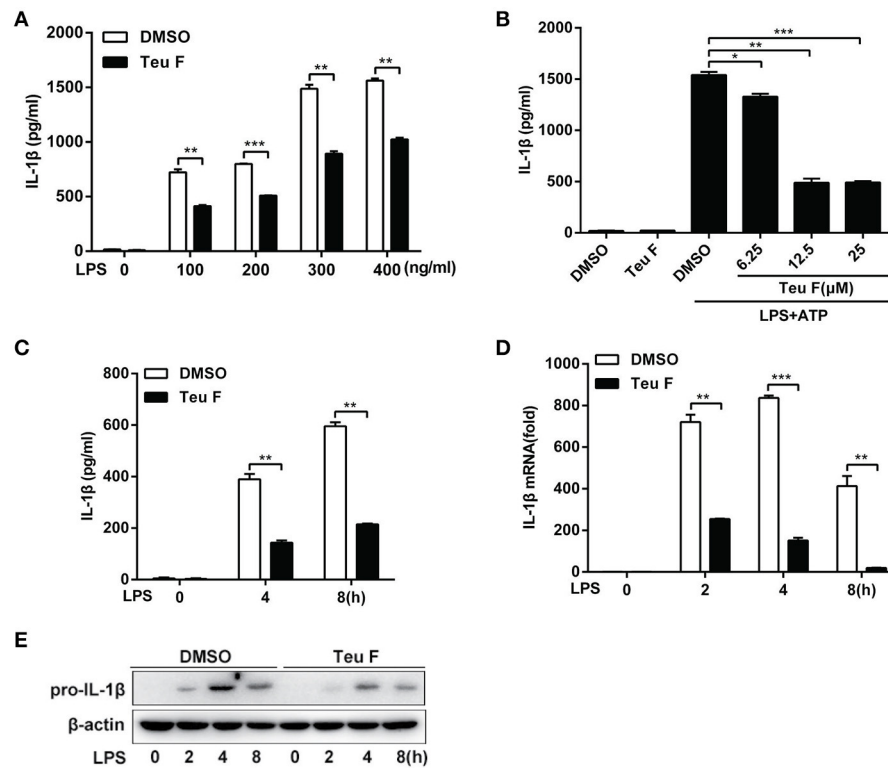 A
DMSO
Teu F
IL-1β (pg/ml)
2000
1500
1000
500
0
** *** ** **
LPS 0 100 200 300 400 (ng/ml)
B
IL-1β (pg/ml)
2000
1500
1000
500
0
***
**
*
DMSO Teu F DMSO 6.25 12.5 25
Teu F(μM)
LPS+ATP
C
DMSO
Teu F
IL-1β (pg/ml)
800
600
400
200
0
** **
LPS 0 4 8(h)
D
DMSO
Teu F
IL-1β mRNA(fold)
1000
800
600
400
200
0
** *** **
LPS 0 2 4 8(h)
E
DMSO Teu F
pro-IL-1β
β-actin
LPS 0 2 4 8 0 2 4 8(h)